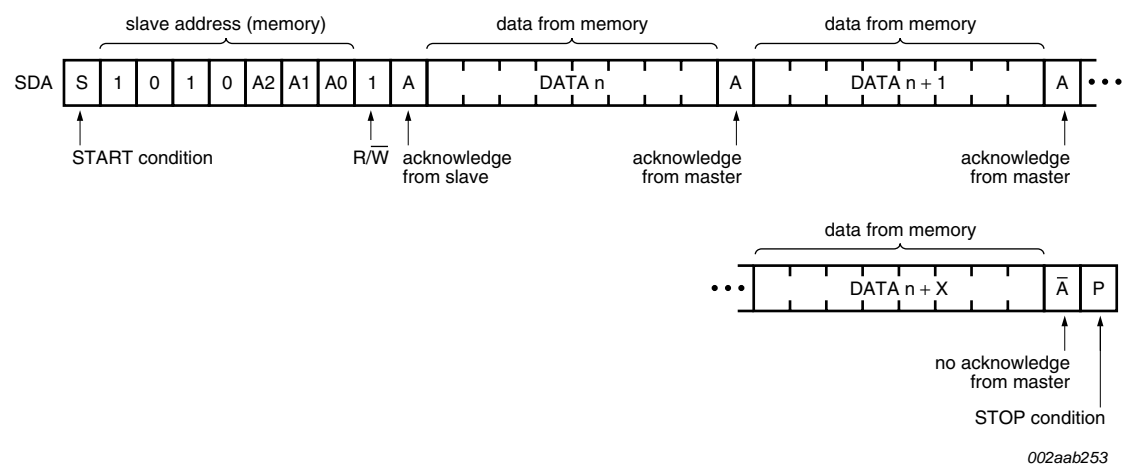 slave address (memory) data from memory data from memory
SDA S 1 0 1 0 A2 A1 A0 1 A DATA n A DATA n + 1 A •••
START condition R/W̅ acknowledge from slave acknowledge from master acknowledge from master
data from memory
••• DATA n + X A̅ P
no acknowledge
from master
STOP condition
002aab253